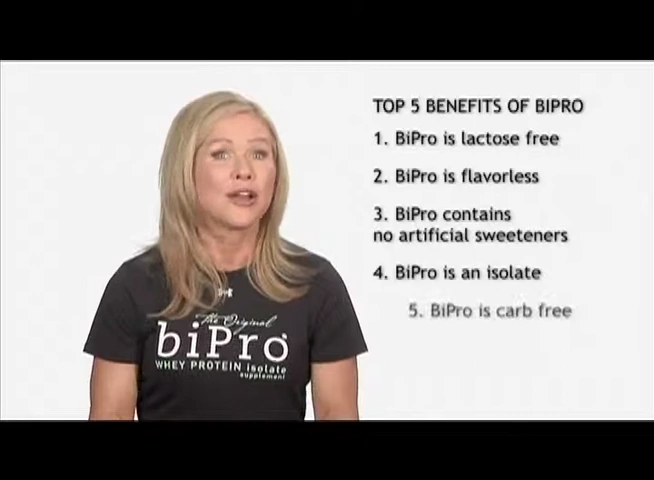 TOP 5 BENEFITS OF BIPRO
1. BiPro is lactose free
2. BiPro is flavorless
3. BiPro contains
no artificial sweeteners
4. BiPro is an isolate
5. BiPro is carb free
The Original
biPro
WHEY PROTEIN isolate
supplement